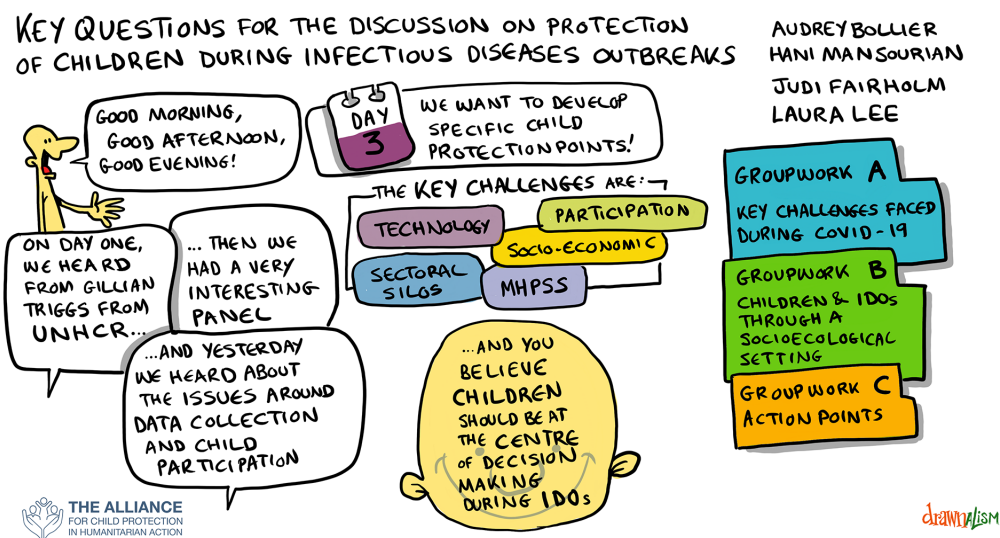 KEY QUESTIONS FOR THE DISCUSSION ON PROTECTION
OF CHILDREN DURING INFECTIOUS DISEASES OUTBREAKS
AUDREY BOLLIER
HANI MANSOURIAN
JUDI FAIRHOLM
LAURA LEE
GOOD MORNING,
GOOD AFTERNOON,
GOOD EVENING!
DAY
3
WE WANT TO DEVELOP
SPECIFIC CHILD
PROTECTION POINTS!
THE KEY CHALLENGES ARE:
TECHNOLOGY
PARTICIPATION
SOCIO-ECONOMIC
SECTORAL
SILOS
MHPSS
ON DAY ONE,
WE HEARD
FROM GILLIAN
TRIGGS FROM
UNHCR...
... THEN WE
HAD A VERY
INTERESTING
PANEL
...AND YESTERDAY
WE HEARD ABOUT
THE ISSUES AROUND
DATA COLLECTION
AND CHILD
PARTICIPATION
...AND YOU
BELIEVE
CHILDREN
SHOULD BE AT
THE CENTRE
OF DECISION
MAKING
DURING IDOs
GROUPWORK A
KEY CHALLENGES FACED
DURING COVID-19
GROUPWORK B
CHILDREN & IDOs
THROUGH A
SOCIOECOLOGICAL
SETTING
GROUPWORK C
ACTION POINTS
THE ALLIANCE
FOR CHILD PROTECTION
IN HUMANITARIAN ACTION
drawnALISM